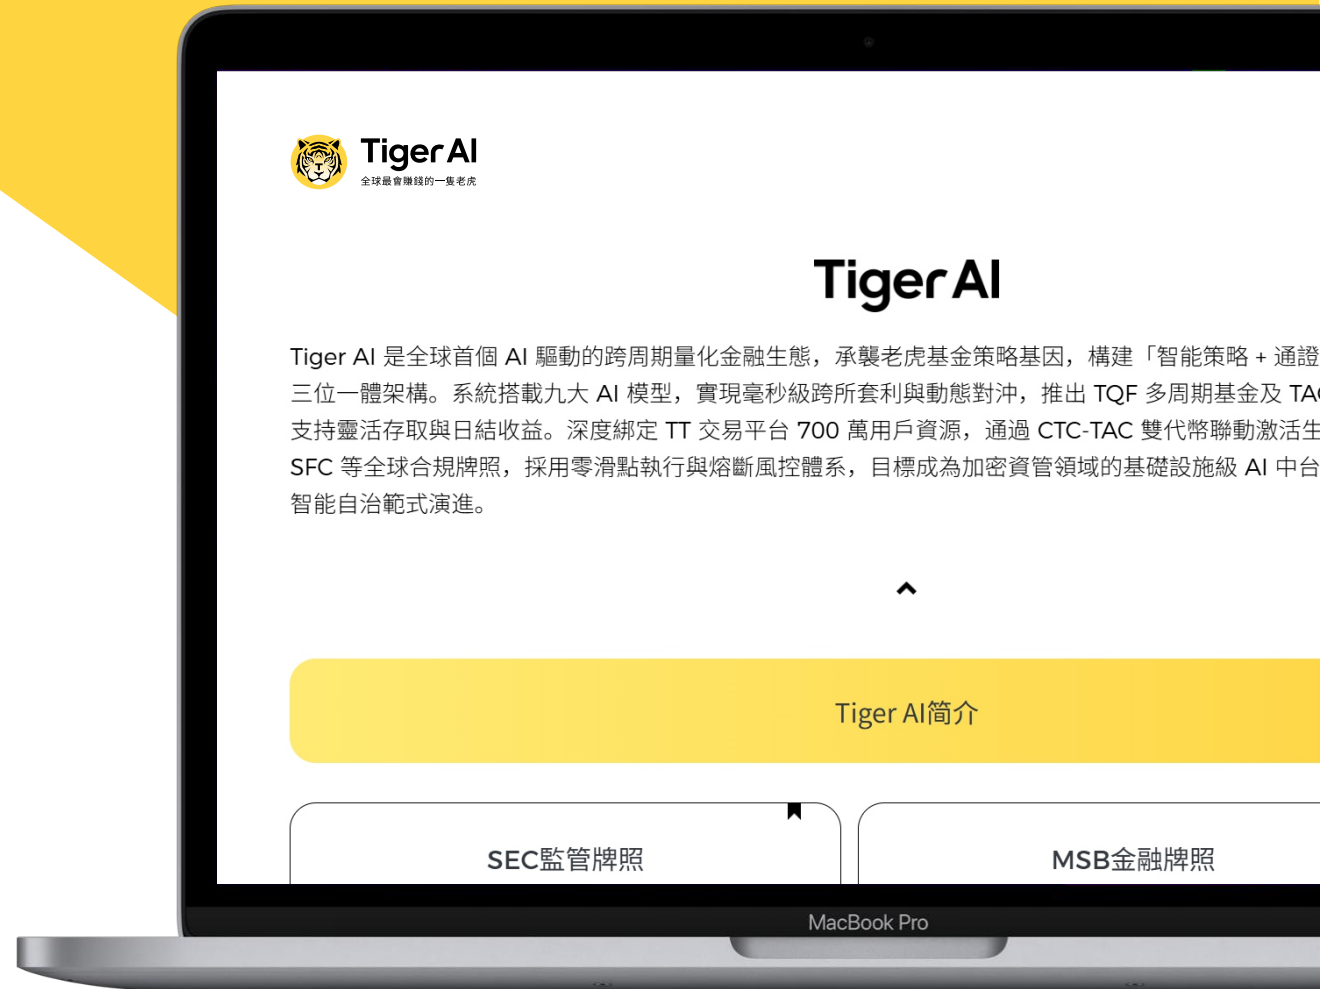 Tiger AI
全球最會賺錢的一隻老虎
Tiger AI
Tiger AI 是全球首個 AI 驅動的跨周期量化金融生態，承襲老虎基金策略基因，構建「智能策略 + 通證
三位一體架構。系統搭載九大 AI 模型，實現毫秒級跨所套利與動態對沖，推出 TQF 多周期基金及 TAC
支持靈活存取與日結收益。深度綁定 TT 交易平台 700 萬用戶資源，通過 CTC-TAC 雙代幣聯動激活生
SFC 等全球合規牌照，採用零滑點執行與熔斷風控體系，目標成為加密資管領域的基礎設施級 AI 中台
智能自治範式演進。
Tiger AI简介
SEC監管牌照
MSB金融牌照
MacBook Pro